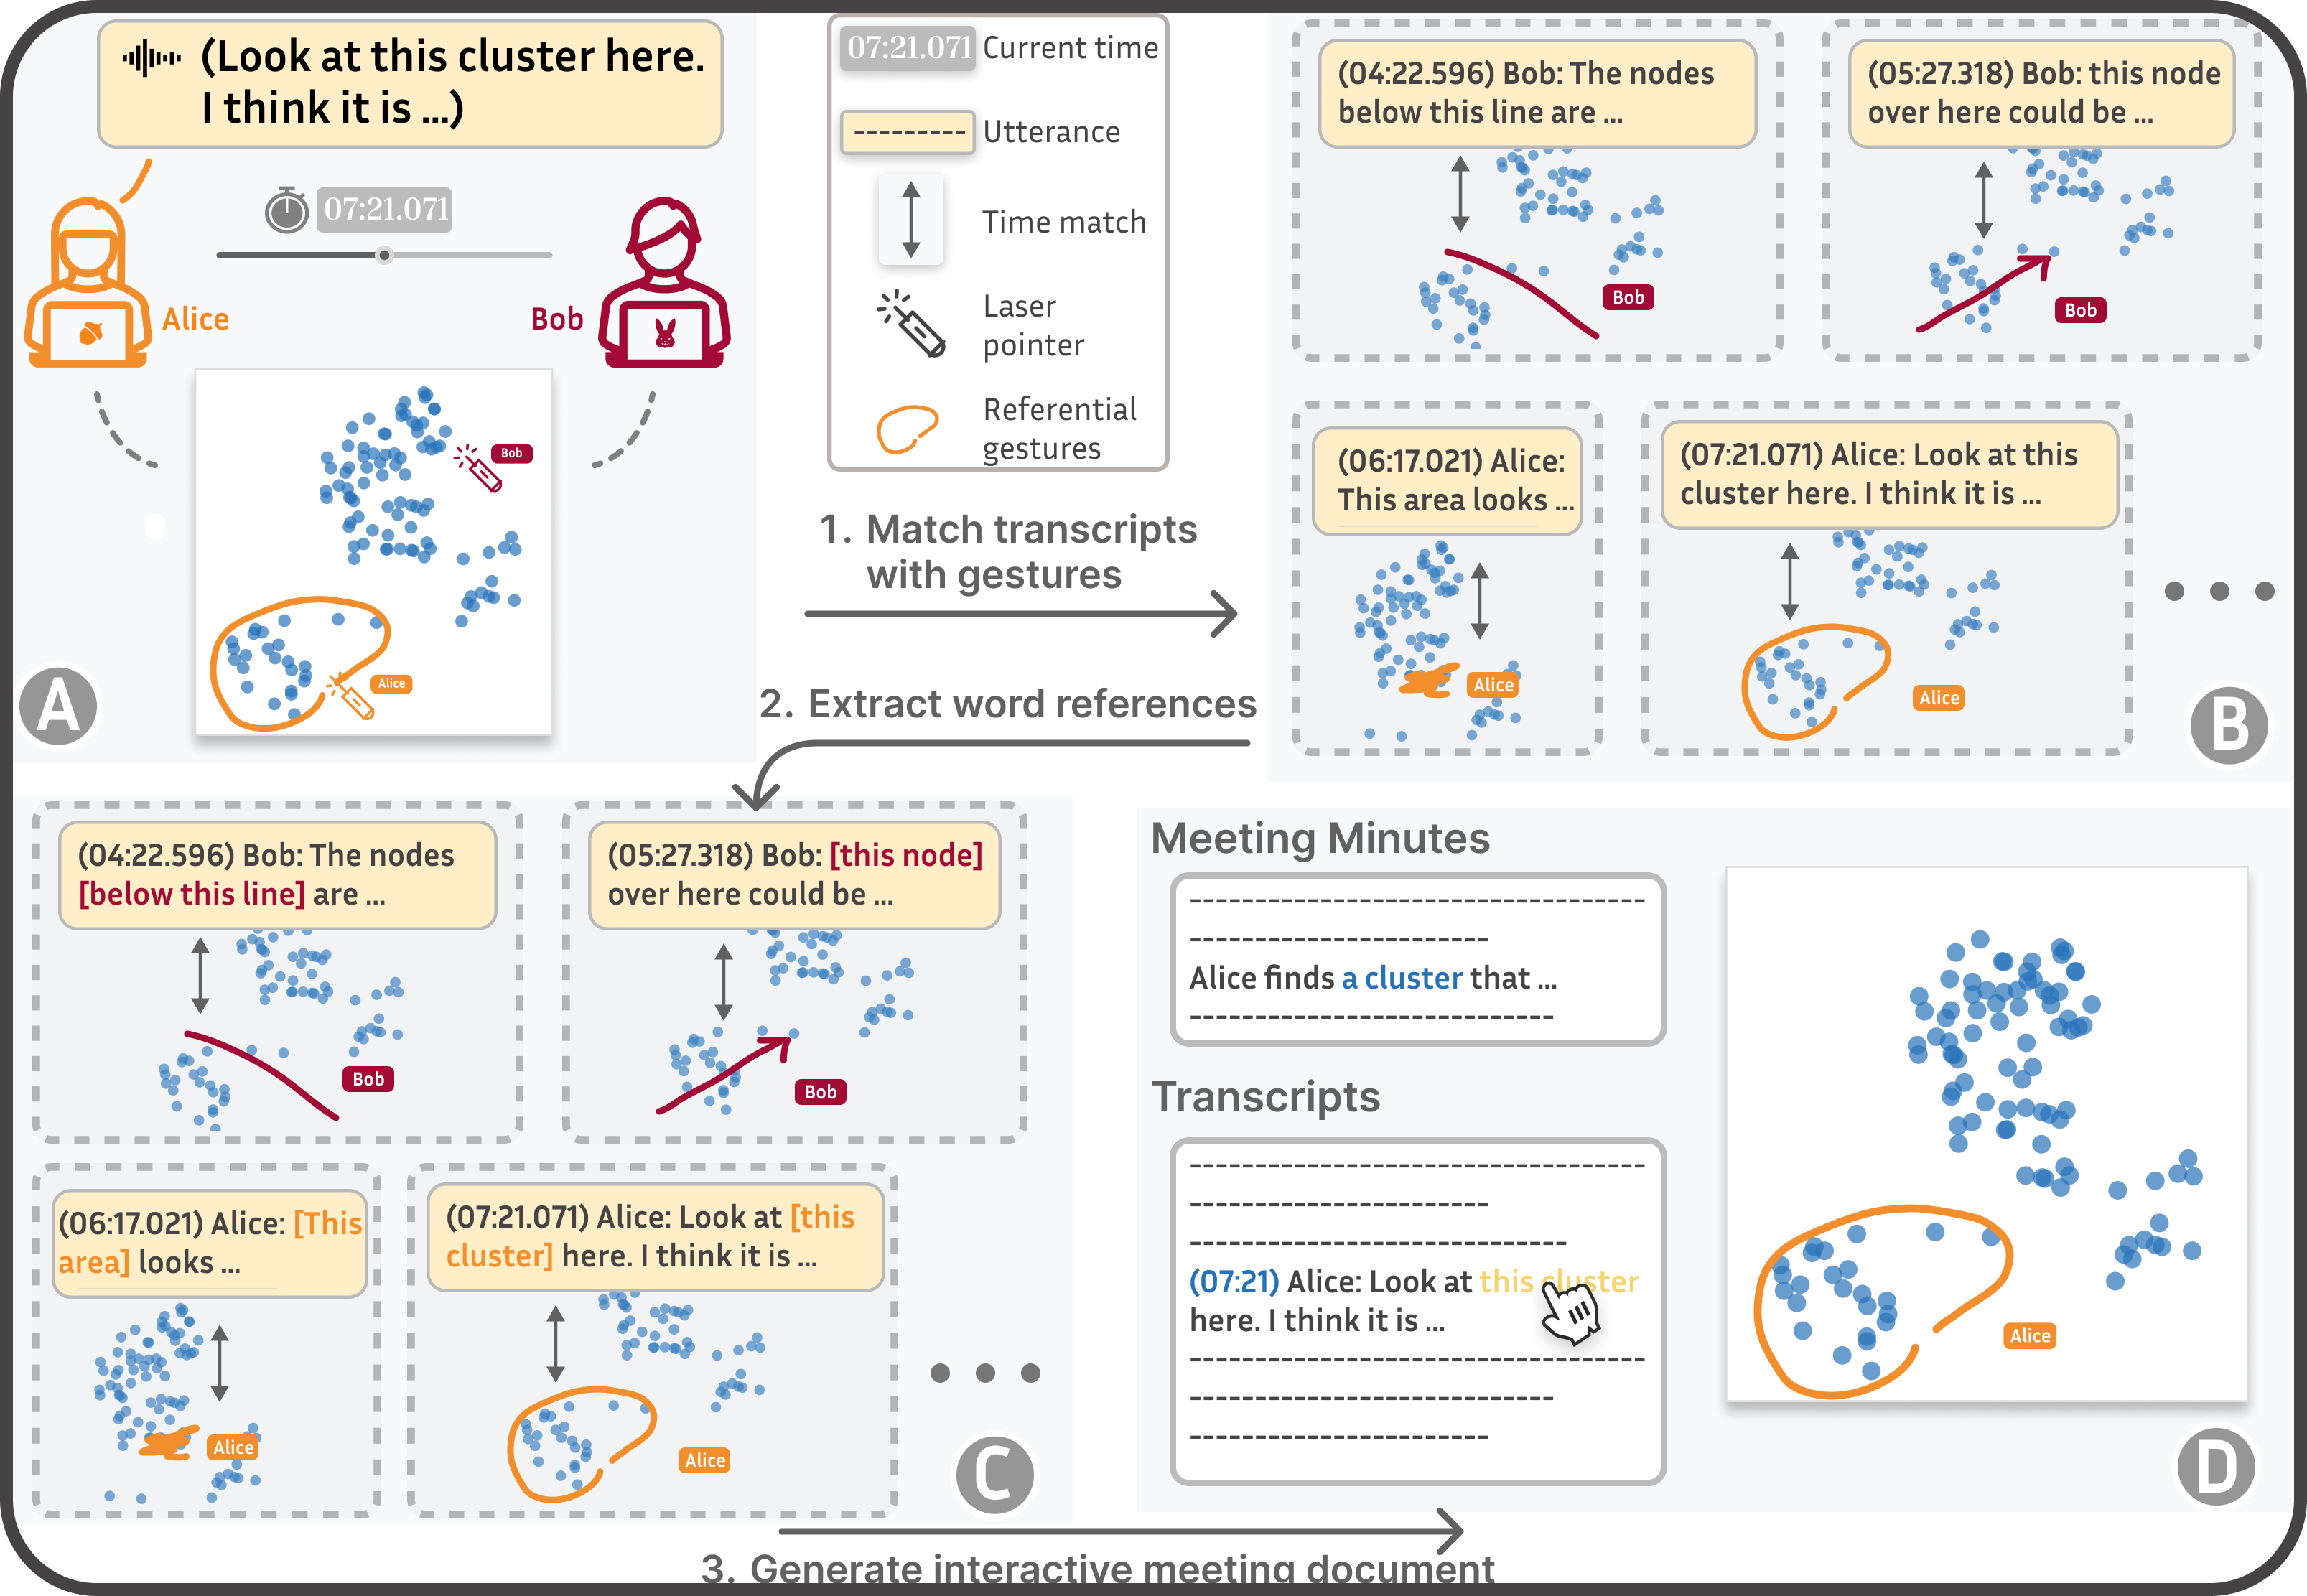 (Look at this cluster here.
I think it is ...)
07:21.071
Alice
Bob
Bob
Alice
A
07:21.071 Current time
Utterance
Time match
Laser
pointer
Referential
gestures
1. Match transcripts
with gestures
2. Extract word references
(04:22.596) Bob: The nodes
below this line are ...
Bob
(05:27.318) Bob: this node
over here could be ...
Bob
(06:17.021) Alice:
This area looks ...
Alice
(07:21.071) Alice: Look at this
cluster here. I think it is ...
Alice
B
(04:22.596) Bob: The nodes
[below this line] are ...
Bob
(05:27.318) Bob: [this node]
over here could be ...
Bob
(06:17.021) Alice: [This
area] looks ...
Alice
(07:21.071) Alice: Look at [this
cluster] here. I think it is ...
Alice
C
Meeting Minutes
Alice finds a cluster that ...
Transcripts
(07:21) Alice: Look at this cluster
here. I think it is ...
Alice
D
3. Generate interactive meeting document